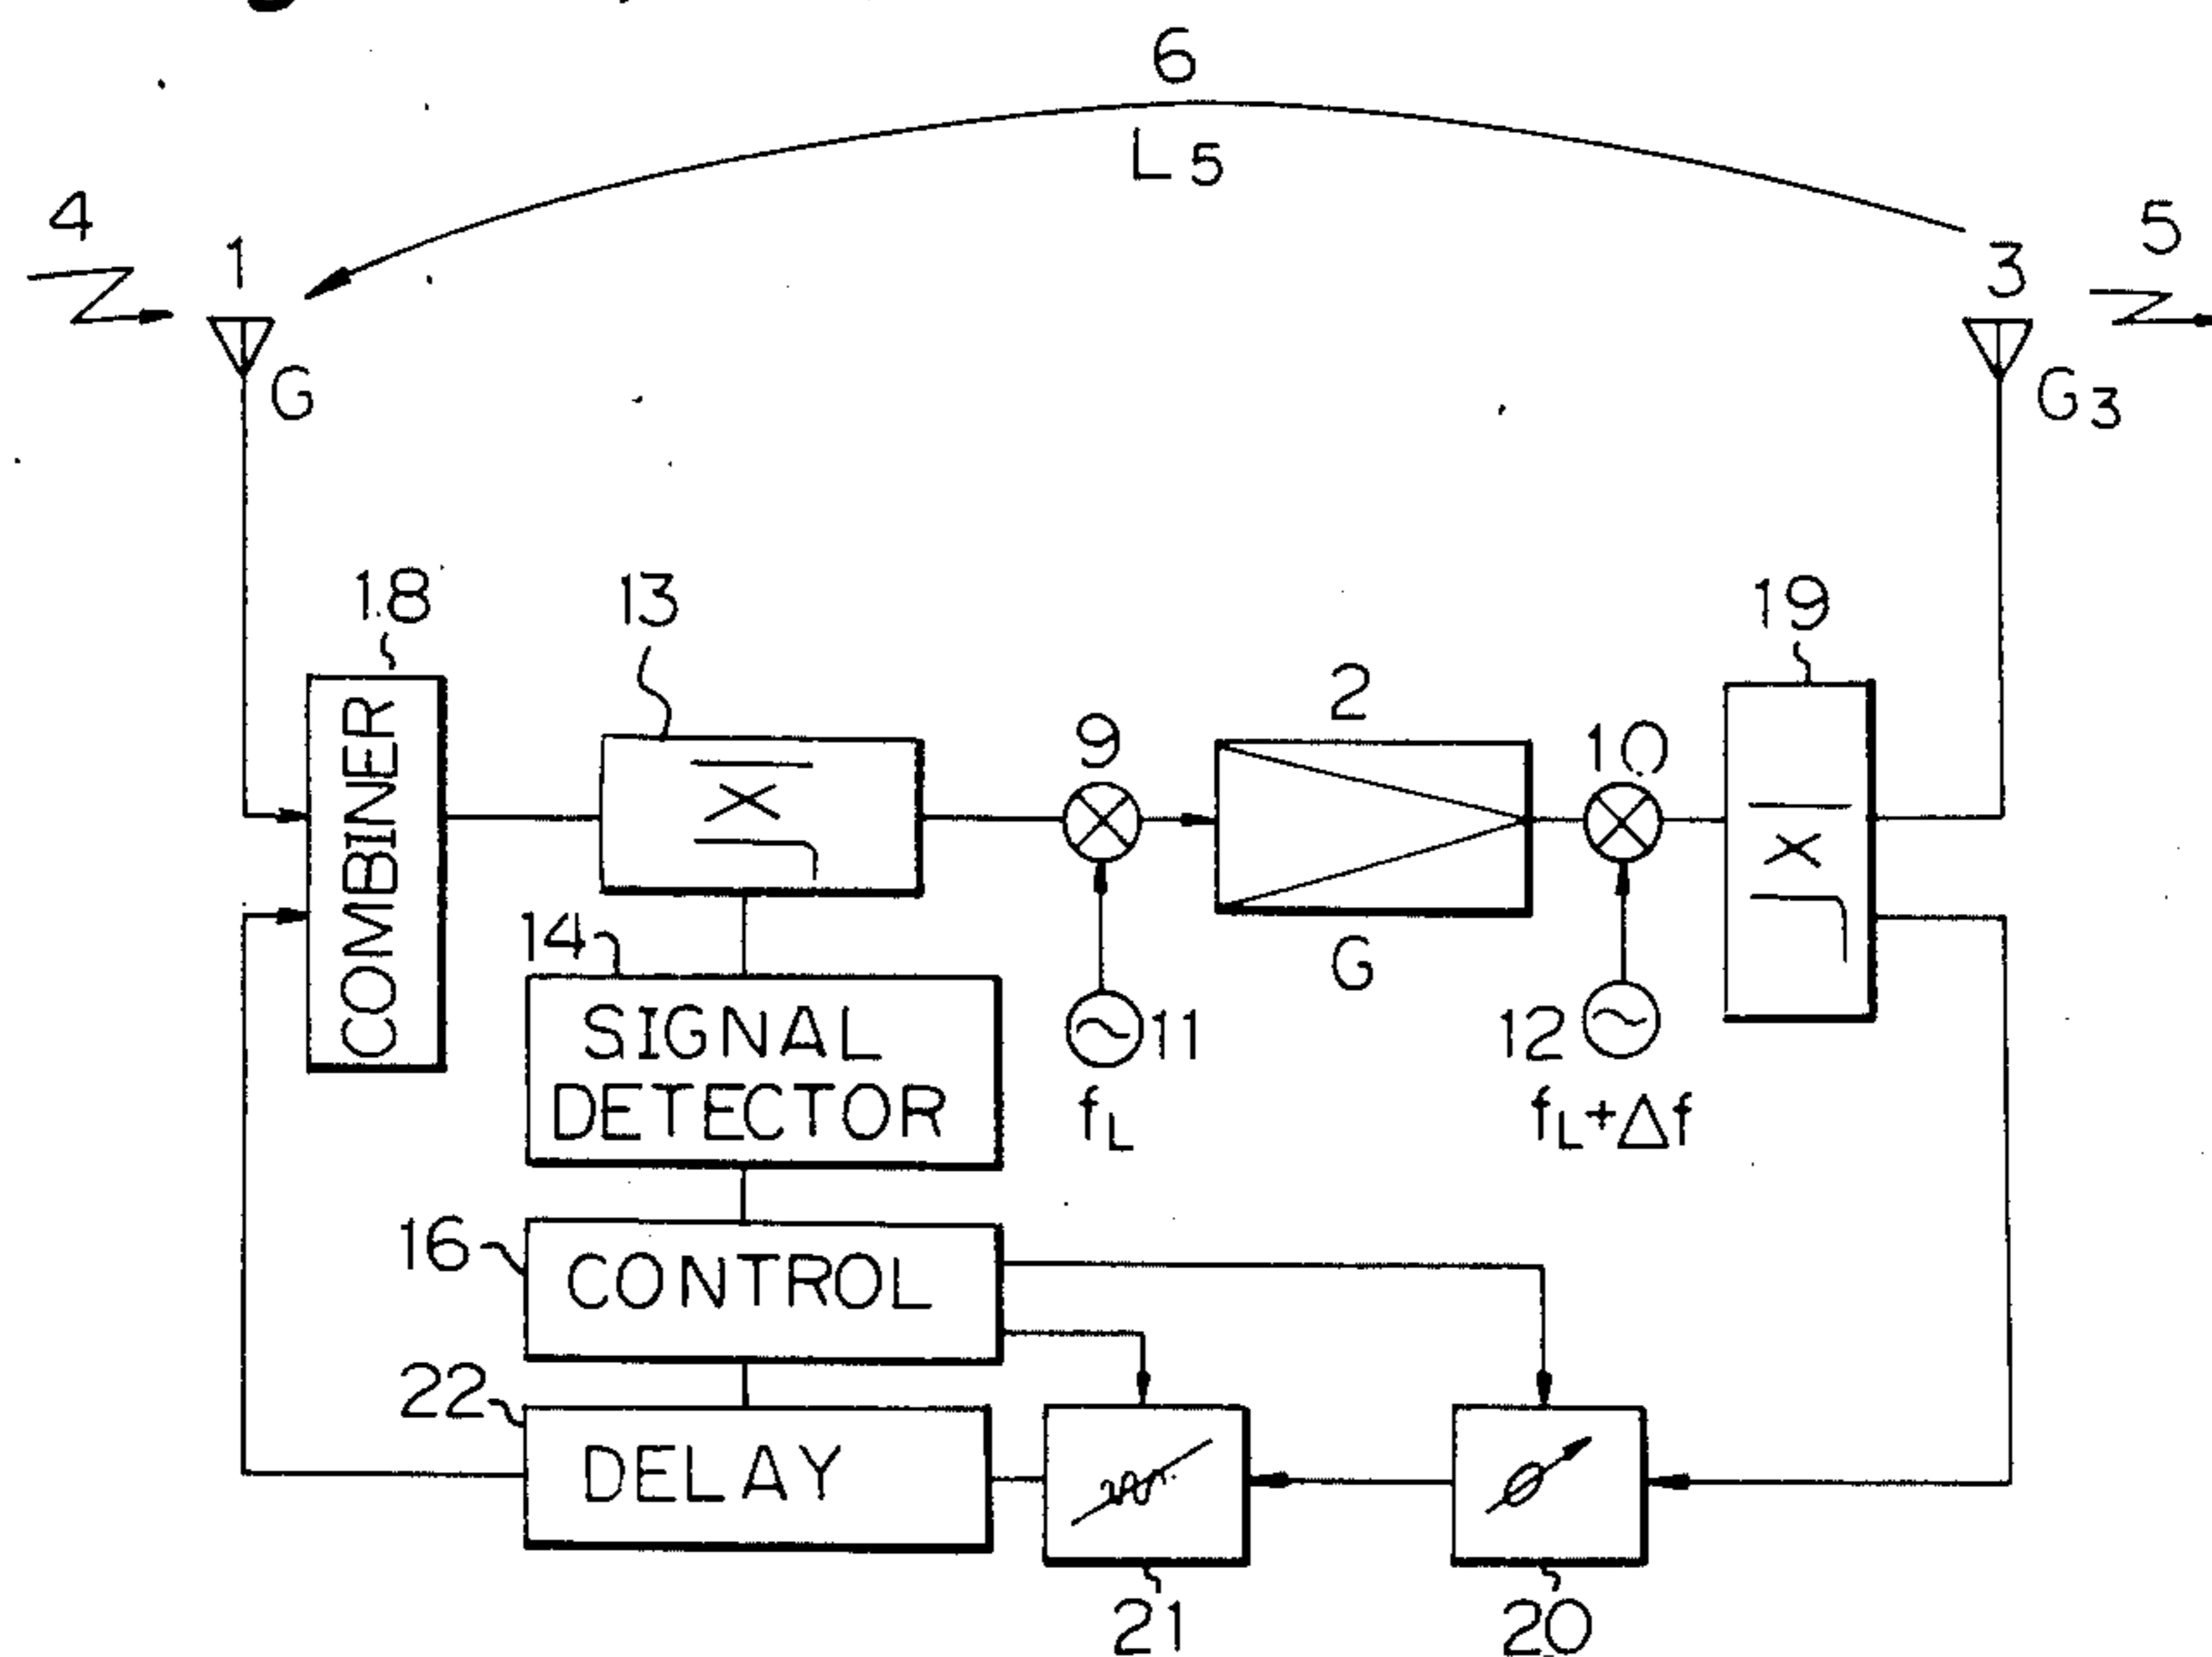 6
L5
4
1
3
5
G
G3
18
13
19
2
9
10
COMBINER
14
G
SIGNAL
DETECTOR
11
12
fL
fL+Δf
16
CONTROL
22
DELAY
ø
21
20